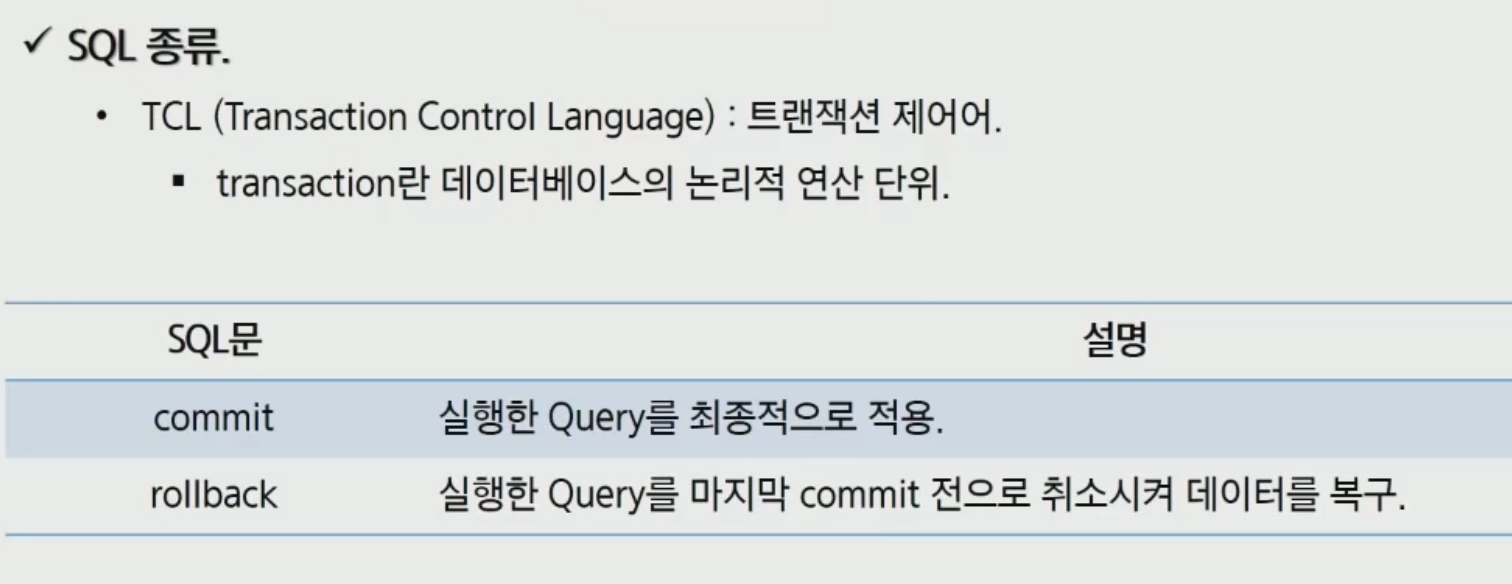 ✓ SQL 종류.
• TCL (Transaction Control Language) : 트랜잭션 제어어.
▪ transaction란 데이터베이스의 논리적 연산 단위.
SQL문 설명
commit 실행한 Query를 최종적으로 적용.
rollback 실행한 Query를 마지막 commit 전으로 취소시켜 데이터를 복구.